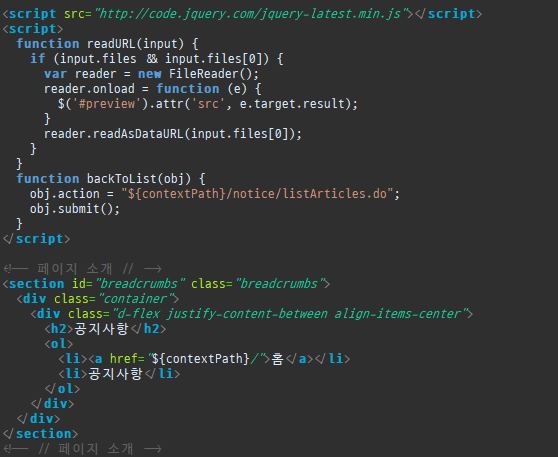 <script src="http://code.jquery.com/jquery-latest.min.js"></script>
<script>
  function readURL(input) {
    if (input.files && input.files[0]) {
      var reader = new FileReader();
      reader.onload = function (e) {
        $('#preview').attr('src', e.target.result);
      }
      reader.readAsDataURL(input.files[0]);
    }
  }
  function backToList(obj) {
    obj.action = "${contextPath}/notice/listArticles.do";
    obj.submit();
  }
</script>

<!-- 페이지 소개 // -->
<section id="breadcrumbs" class="breadcrumbs">
  <div class="container">
    <div class="d-flex justify-content-between align-items-center">
      <h2>공지사항</h2>
      <ol>
        <li><a href="${contextPath}/">홈</a></li>
        <li>공지사항</li>
      </ol>
    </div>
  </div>
</section>
<!-- // 페이지 소개 -->